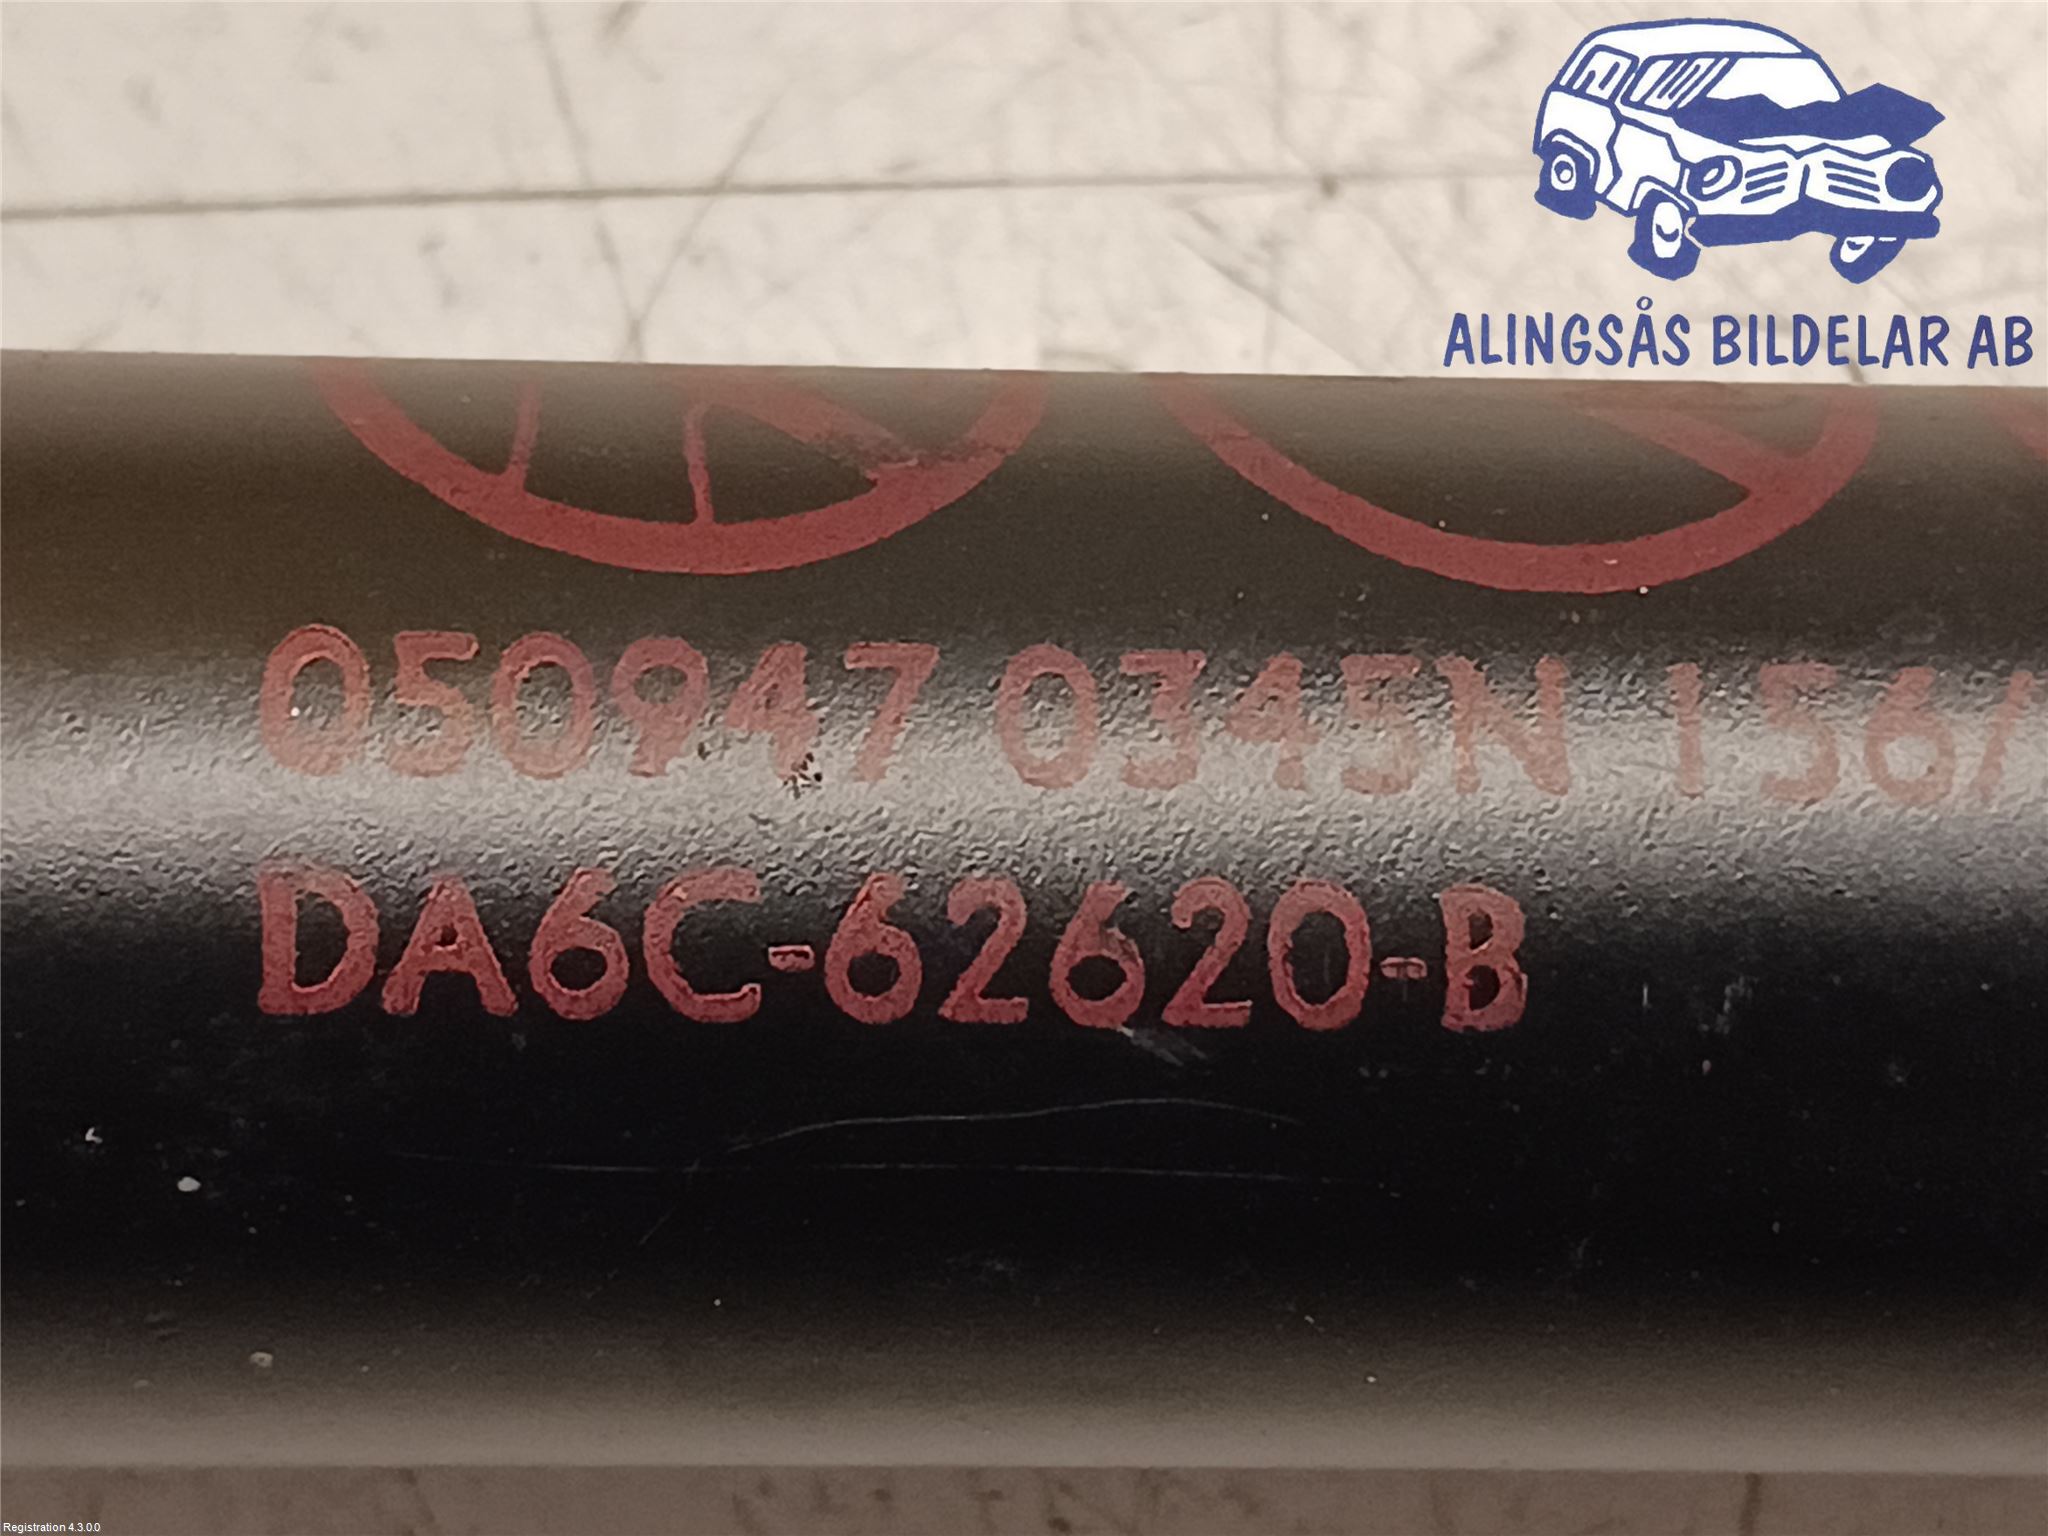 ALINGSÅS BILDELAR AB
050947 0345N 156/
DA6C-62620-B
Registration 4.3.0.0